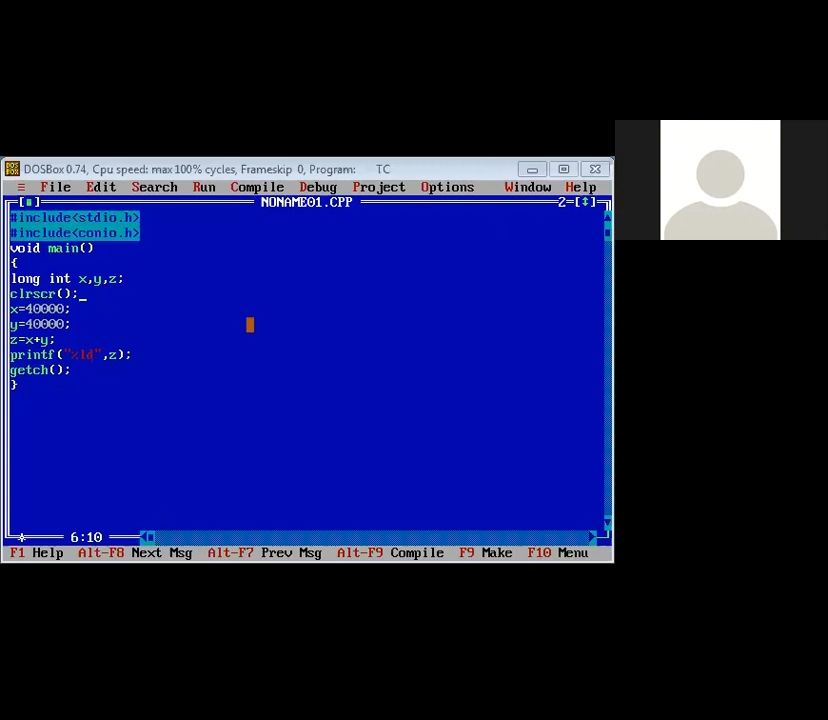 DOSBox 0.74, Cpu speed: max 100% cycles, Frameskip 0, Program: TC
≡ File Edit Search Run Compile Debug Project Options Window Help
[■] NONAME01.CPP 2=[↕]
#include<stdio.h>
#include<conio.h>
void main()
{
long int x,y,z;
clrscr();
x=40000;
y=40000;
z=x+y;
printf("%ld",z);
getch();
}
* 6:10
F1 Help Alt-F8 Next Msg Alt-F7 Prev Msg Alt-F9 Compile F9 Make F10 Menu